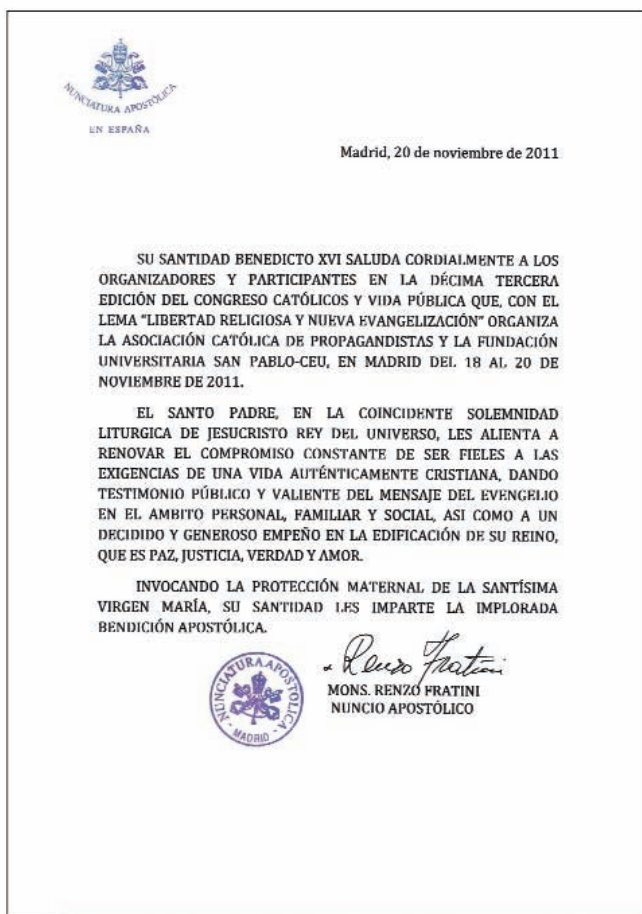 NUNCIATURA APOSTÓLICA
EN ESPAÑA
Madrid, 20 de noviembre de 2011
SU SANTIDAD BENEDICTO XVI SALUDA CORDIALMENTE A LOS
ORGANIZADORES Y PARTICIPANTES EN LA DÉCIMA TERCERA
EDICIÓN DEL CONGRESO CATÓLICOS Y VIDA PÚBLICA QUE, CON EL
LEMA "LIBERTAD RELIGIOSA Y NUEVA EVANGELIZACIÓN" ORGANIZA
LA ASOCIACIÓN CATÓLICA DE PROPAGANDISTAS Y LA FUNDACIÓN
UNIVERSITARIA SAN PABLO-CEU, EN MADRID DEL 18 AL 20 DE
NOVIEMBRE DE 2011.
EL SANTO PADRE, EN LA COINCIDENTE SOLEMNIDAD
LITURGICA DE JESUCRISTO REY DEL UNIVERSO, LES ALIENTA A
RENOVAR EL COMPROMISO CONSTANTE DE SER FIELES A LAS
EXIGENCIAS DE UNA VIDA AUTÉNTICAMENTE CRISTIANA, DANDO
TESTIMONIO PÚBLICO Y VALIENTE DEL MENSAJE DEL EVENGELIO
EN EL AMBITO PERSONAL, FAMILIAR Y SOCIAL, ASI COMO A UN
DECIDIDO Y GENEROSO EMPEÑO EN LA EDIFICACIÓN DE SU REINO,
QUE ES PAZ, JUSTICIA, VERDAD Y AMOR.
INVOCANDO LA PROTECCIÓN MATERNAL DE LA SANTÍSIMA
VIRGEN MARÍA, SU SANTIDAD LES IMPARTE LA IMPLORADA
BENDICIÓN APOSTÓLICA.
Renzo Fratini
MONS. RENZO FRATINI
NUNCIO APOSTÓLICO
NUNCIATURA APOSTOLICA
- MADRID -